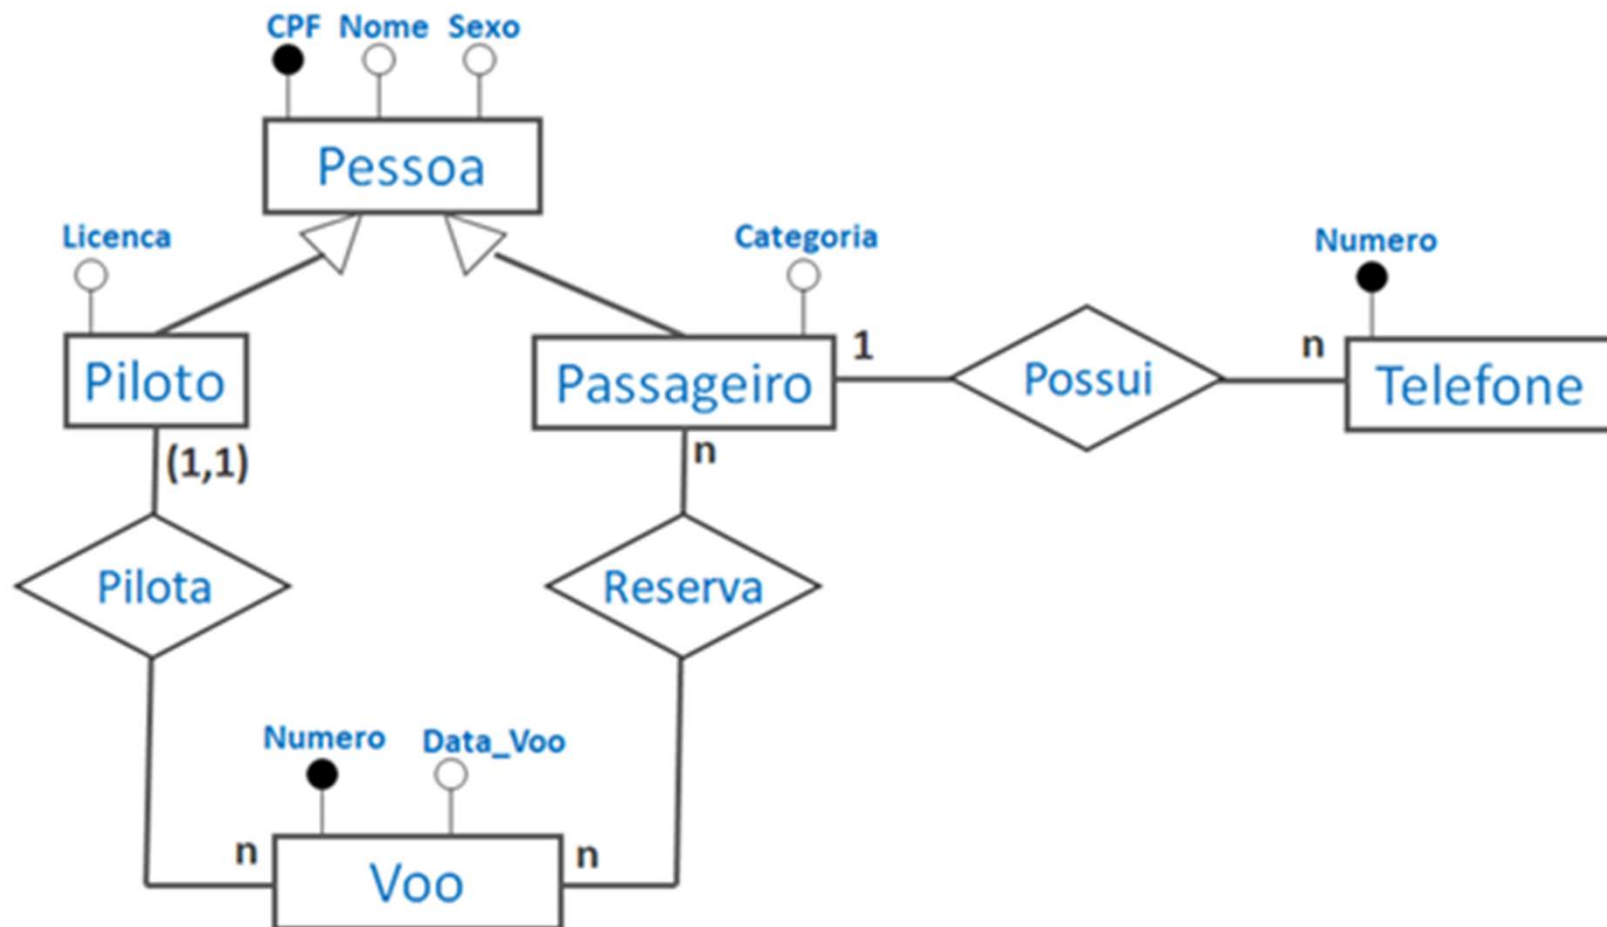 CPF Nome Sexo
Pessoa
Licenca
Categoria
Numero
Piloto
Passageiro
1
Possui
n
Telefone
(1,1)
n
Pilota
Reserva
Numero
Data_Voo
n
Voo
n